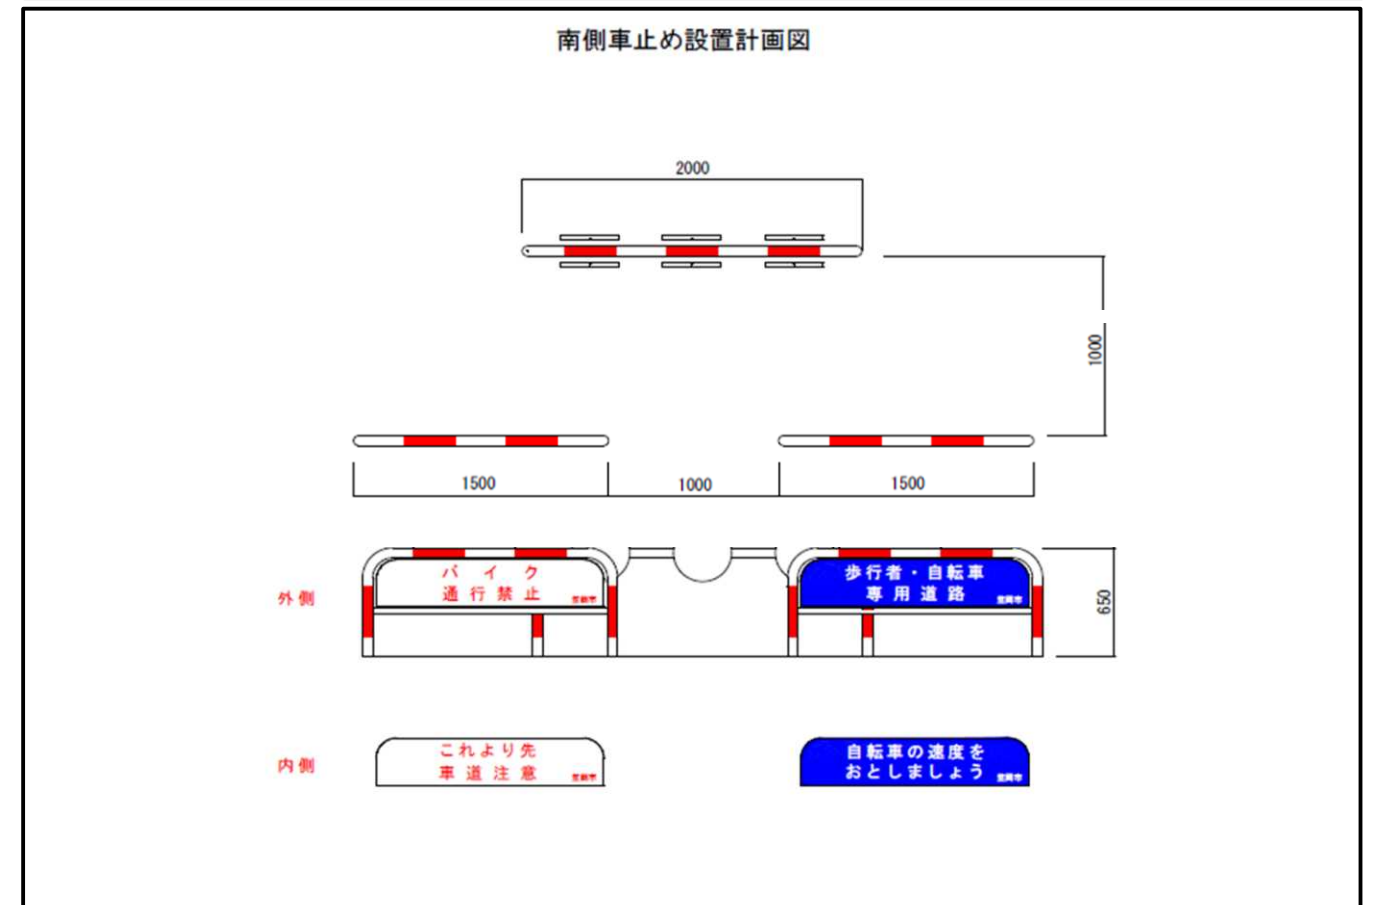 南側車止め設置計画図
2000
1000
1500
1000
1500
外側
バイク
通行禁止
歩行者・自転車
専用道路
650
内側
これより先
車道注意
自転車の速度を
おとしましょう